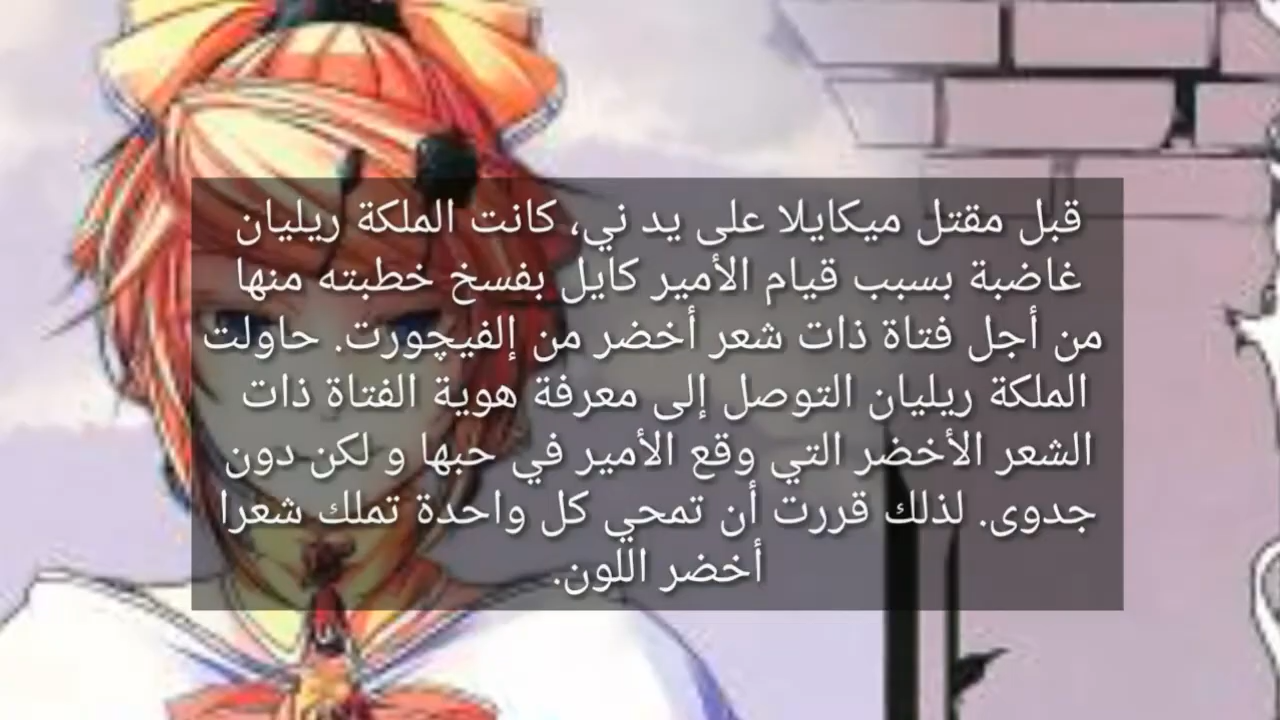 قبل مقتل ميكايلا على يد ني، كانت الملكة ريليان
غاضبة بسبب قيام الأمير كايل بفسخ خطبته منها
من أجل فتاة ذات شعر أخضر من إلفيچورت. حاولت
الملكة ريليان التوصل إلى معرفة هوية الفتاة ذات
الشعر الأخضر التي وقع الأمير في حبها و لكن دون
جدوى. لذلك قررت أن تمحي كل واحدة تملك شعرا
أخضر اللون.